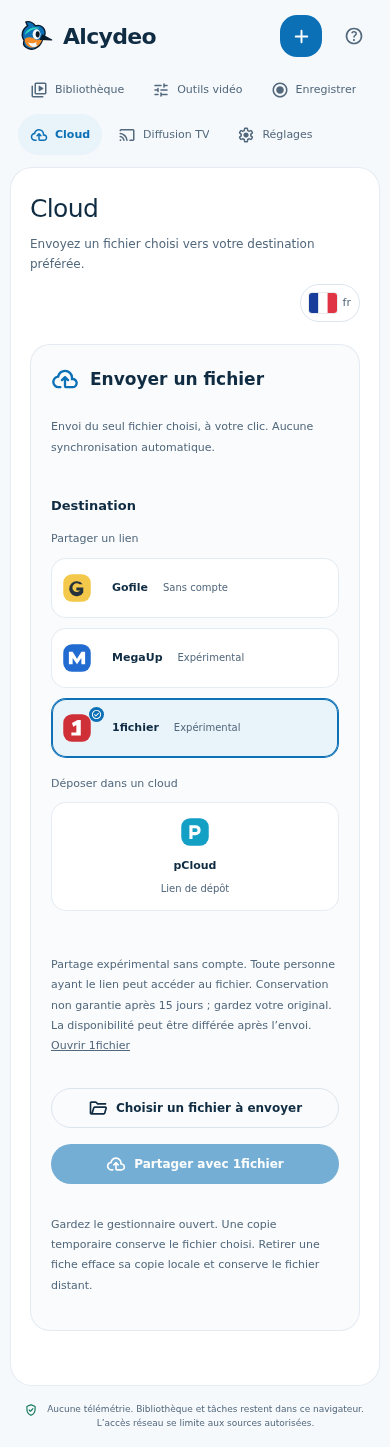 Alcydeo
Bibliothèque
Outils vidéo
Enregistrer
Cloud
Diffusion TV
Réglages
Cloud
Envoyez un fichier choisi vers votre destination
préférée.
fr
Envoyer un fichier
Envoi du seul fichier choisi, à votre clic. Aucune
synchronisation automatique.
Destination
Partager un lien
G
Gofile Sans compte
M
MegaUp Expérimental
1
1fichier Expérimental
Déposer dans un cloud
P
pCloud
Lien de dépôt
Partage expérimental sans compte. Toute personne
ayant le lien peut accéder au fichier. Conservation
non garantie après 15 jours ; gardez votre original.
La disponibilité peut être différée après l’envoi.
Ouvrir 1fichier
Choisir un fichier à envoyer
Partager avec 1fichier
Gardez le gestionnaire ouvert. Une copie
temporaire conserve le fichier choisi. Retirer une
fiche efface sa copie locale et conserve le fichier
distant.
Aucune télémétrie. Bibliothèque et tâches restent dans ce navigateur.
L’accès réseau se limite aux sources autorisées.